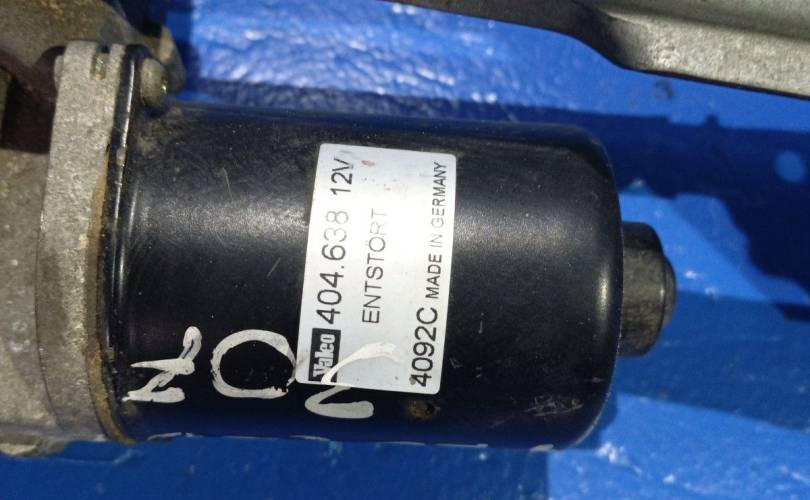 Valeo 404.638 12V
ENTSTÖRT
4092C MADE IN GERMANY